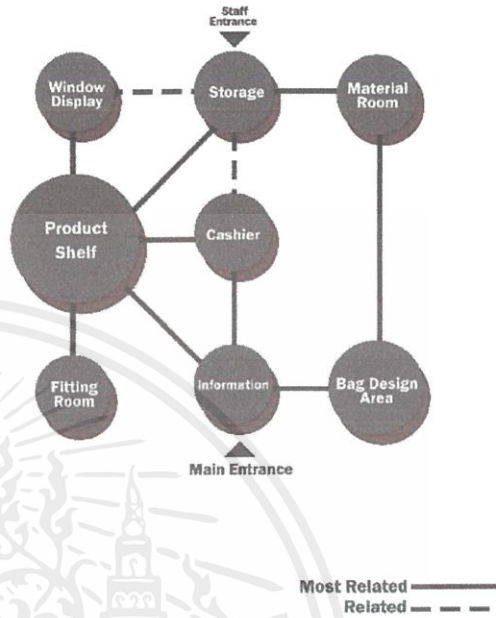 Staff
Entrance
Window
Display
Storage
Material
Room
Product
Shelf
Cashier
Fitting
Room
Information
Bag Design
Area
Main Entrance
Most Related
Related